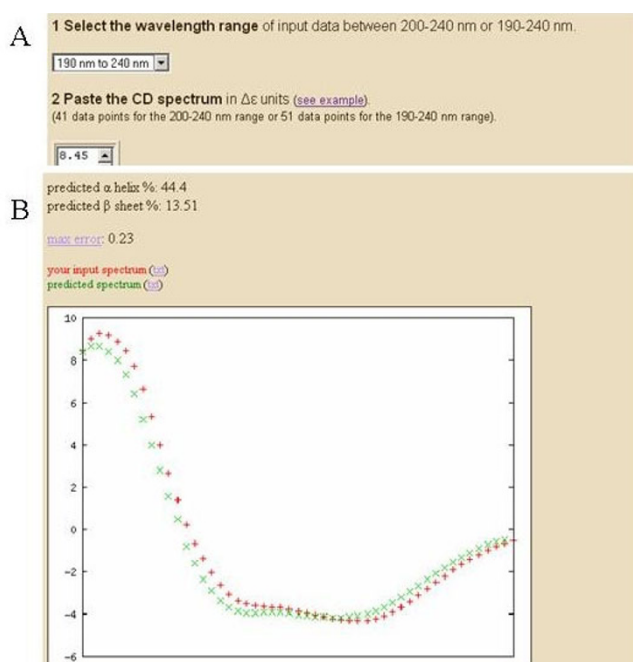 A
1 Select the wavelength range of input data between 200-240 nm or 190-240 nm.
190 nm to 240 nm
2 Paste the CD spectrum in Δε units (see example).
(41 data points for the 200-240 nm range or 51 data points for the 190-240 nm range).
8.45
B
predicted α helix %: 44.4
predicted β sheet %: 13.51
max error: 0.23
your input spectrum (txt)
predicted spectrum (txt)
10
8
6
4
2
0
-2
-4
-6